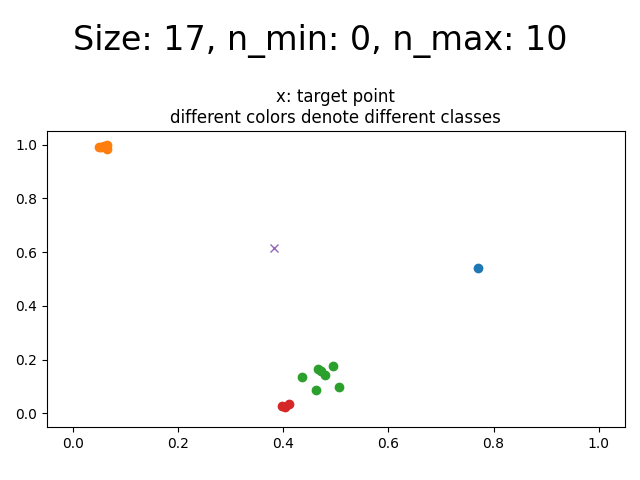 Size: 17, n_min: 0, n_max: 10
x: target point
different colors denote different classes
1.0
0.8
0.6
0.4
0.2
0.0
0.0 0.2 0.4 0.6 0.8 1.0